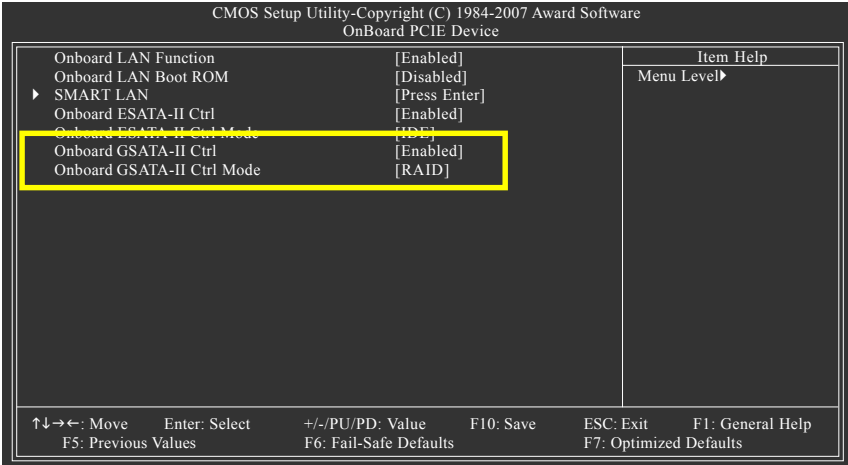 CMOS Setup Utility-Copyright (C) 1984-2007 Award Software
OnBoard PCIE Device
Onboard LAN Function [Enabled]
Onboard LAN Boot ROM [Disabled]
SMART LAN [Press Enter]
Onboard ESATA-II Ctrl [Enabled]
Onboard ESATA-II Ctrl Mode [IDE]
Onboard GSATA-II Ctrl [Enabled]
Onboard GSATA-II Ctrl Mode [RAID]
Item Help
Menu Level
↑↓→←: Move Enter: Select +/-/PU/PD: Value F10: Save ESC: Exit F1: General Help
F5: Previous Values F6: Fail-Safe Defaults F7: Optimized Defaults